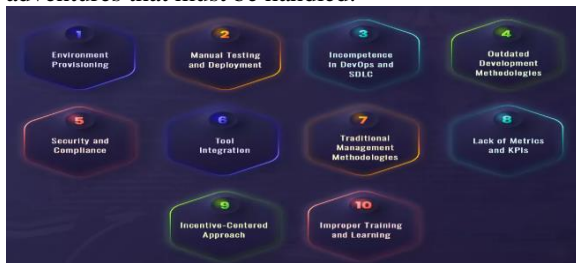 adventures that must be handled.
1
Environment
Provisioning
2
Manual Testing
and Deployment
3
Incompetence
in DevOps and
SDLC
4
Outdated
Development
Methodologies
5
Security and
Compliance
6
Tool
Integration
7
Traditional
Management
Methodologies
8
Lack of Metrics
and KPIs
9
Incentive-Centered
Approach
10
Improper Training
and Learning